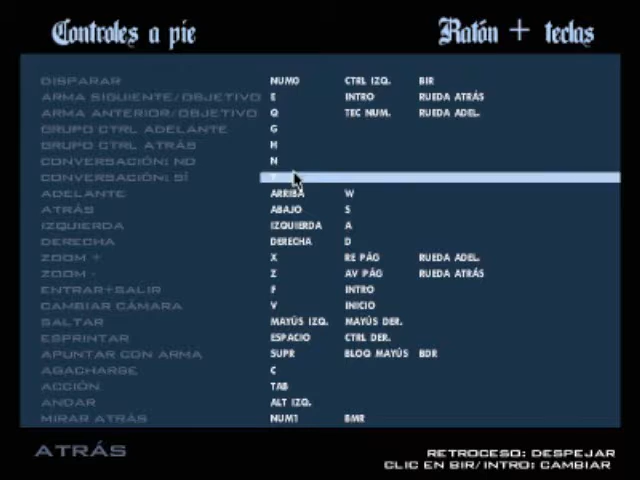 Controles a pie Ratón + teclas
DISPARAR NUM0 CTRL IZQ. BIR
ARMA SIGUIENTE/OBJETIVO E INTRO RUEDA ATRÁS
ARMA ANTERIOR/OBJETIVO Q TEC NUM. RUEDA ADEL.
GRUPO CTRL ADELANTE G
GRUPO CTRL ATRÁS H
CONVERSACIÓN: NO N
CONVERSACIÓN: SÍ
ADELANTE ARRIBA W
ATRÁS ABAJO S
IZQUIERDA IZQUIERDA A
DERECHA DERECHA D
ZOOM + X RE PÁG RUEDA ADEL.
ZOOM - Z AV PÁG RUEDA ATRÁS
ENTRAR+SALIR F INTRO
CAMBIAR CÁMARA V INICIO
SALTAR MAYÚS IZQ. MAYÚS DER.
ESPRINTAR ESPACIO CTRL DER.
APUNTAR CON ARMA SUPR BLOQ MAYÚS BDR
AGACHARSE C
ACCIÓN TAB
ANDAR ALT IZQ.
MIRAR ATRÁS NUM1 BMR
ATRÁS
RETROCESO: DESPEJAR
CLIC EN BIR/INTRO: CAMBIAR